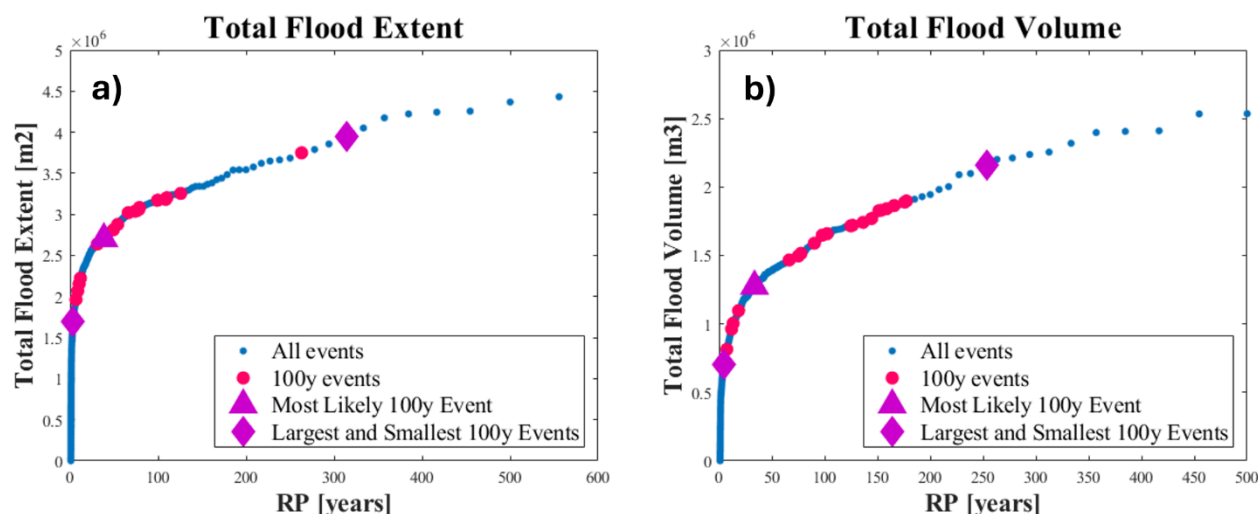 Total Flood Extent
×10⁶
a)
5
4.5
4
3.5
3
2.5
2
1.5
1
0.5
0
Total Flood Extent [m2]
All events
100y events
Most Likely 100y Event
Largest and Smallest 100y Events
0 100 200 300 400 500 600
RP [years]
Total Flood Volume
×10⁶
b)
3
2.5
2
1.5
1
0.5
0
Total Flood Volume [m3]
All events
100y events
Most Likely 100y Event
Largest and Smallest 100y Events
0 50 100 150 200 250 300 350 400 450 500
RP [years]